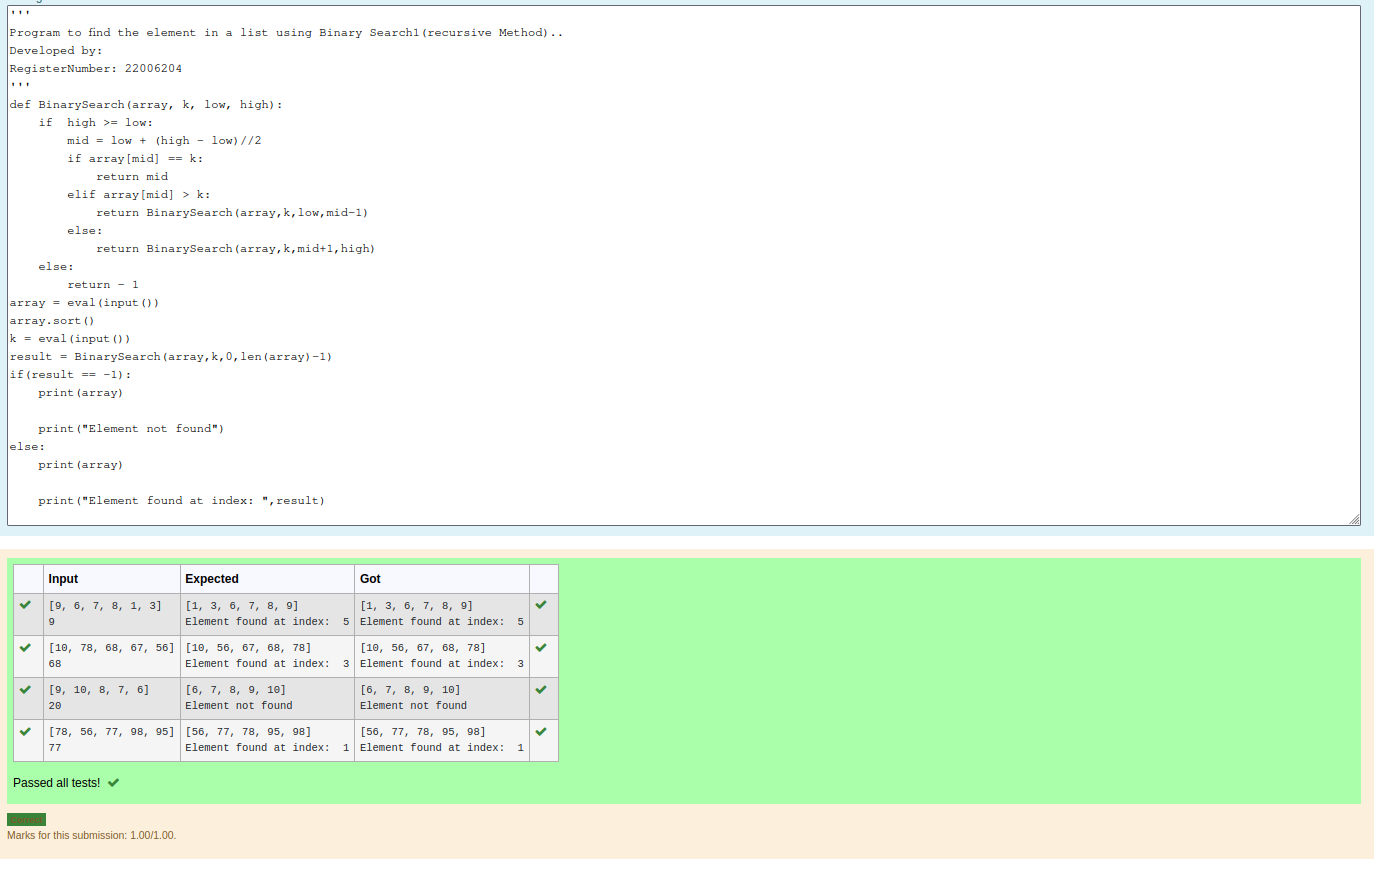 '''
Program to find the element in a list using Binary Search1(recursive Method)..
Developed by:
RegisterNumber: 22006204
'''
def BinarySearch(array, k, low, high):
    if  high >= low:
        mid = low + (high - low)//2
        if array[mid] == k:
            return mid
        elif array[mid] > k:
            return BinarySearch(array,k,low,mid-1)
        else:
            return BinarySearch(array,k,mid+1,high)
    else:
        return - 1
array = eval(input())
array.sort()
k = eval(input())
result = BinarySearch(array,k,0,len(array)-1)
if(result == -1):
    print(array)

    print("Element not found")
else:
    print(array)

    print("Element found at index: ",result)
Input Expected Got
[9, 6, 7, 8, 1, 3] [1, 3, 6, 7, 8, 9] [1, 3, 6, 7, 8, 9]
9 Element found at index:  5 Element found at index:  5
[10, 78, 68, 67, 56] [10, 56, 67, 68, 78] [10, 56, 67, 68, 78]
68 Element found at index:  3 Element found at index:  3
[9, 10, 8, 7, 6] [6, 7, 8, 9, 10] [6, 7, 8, 9, 10]
20 Element not found Element not found
[78, 56, 77, 98, 95] [56, 77, 78, 95, 98] [56, 77, 78, 95, 98]
77 Element found at index:  1 Element found at index:  1
Passed all tests!
Marks for this submission: 1.00/1.00.